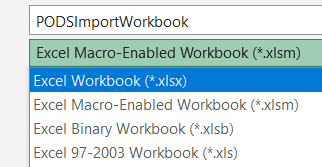 PODSImportWorkbook
Excel Macro-Enabled Workbook (*.xlsm)
Excel Workbook (*.xlsx)
Excel Macro-Enabled Workbook (*.xlsm)
Excel Binary Workbook (*.xlsb)
Excel 97-2003 Workbook (*.xls)